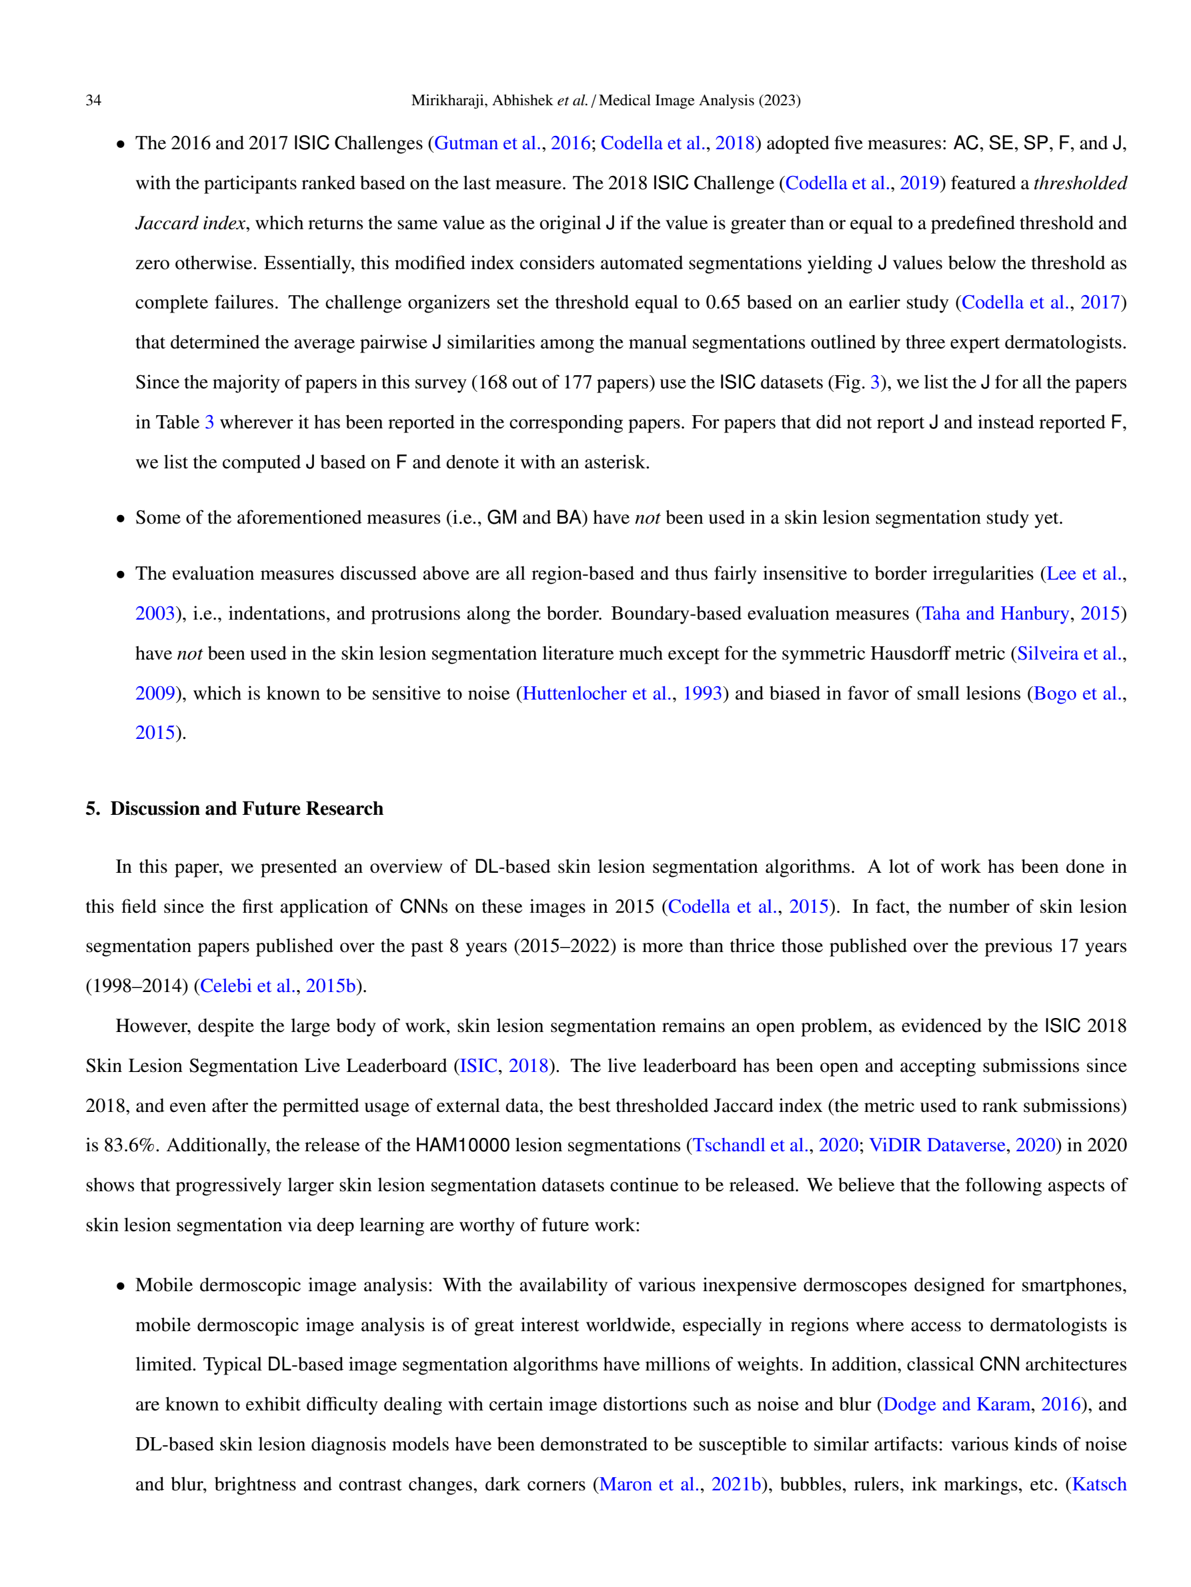 34
Mirikharaji, Abhishek et al. / Medical Image Analysis (2023)
• The 2016 and 2017 ISIC Challenges (Gutman et al., 2016; Codella et al., 2018) adopted five measures: AC, SE, SP, F, and J,
with the participants ranked based on the last measure. The 2018 ISIC Challenge (Codella et al., 2019) featured a thresholded
Jaccard index, which returns the same value as the original J if the value is greater than or equal to a predefined threshold and
zero otherwise. Essentially, this modified index considers automated segmentations yielding J values below the threshold as
complete failures. The challenge organizers set the threshold equal to 0.65 based on an earlier study (Codella et al., 2017)
that determined the average pairwise J similarities among the manual segmentations outlined by three expert dermatologists.
Since the majority of papers in this survey (168 out of 177 papers) use the ISIC datasets (Fig. 3), we list the J for all the papers
in Table 3 wherever it has been reported in the corresponding papers. For papers that did not report J and instead reported F,
we list the computed J based on F and denote it with an asterisk.
• Some of the aforementioned measures (i.e., GM and BA) have not been used in a skin lesion segmentation study yet.
• The evaluation measures discussed above are all region-based and thus fairly insensitive to border irregularities (Lee et al.,
2003), i.e., indentations, and protrusions along the border. Boundary-based evaluation measures (Taha and Hanbury, 2015)
have not been used in the skin lesion segmentation literature much except for the symmetric Hausdorff metric (Silveira et al.,
2009), which is known to be sensitive to noise (Huttenlocher et al., 1993) and biased in favor of small lesions (Bogo et al.,
2015).
5. Discussion and Future Research
In this paper, we presented an overview of DL-based skin lesion segmentation algorithms. A lot of work has been done in
this field since the first application of CNNs on these images in 2015 (Codella et al., 2015). In fact, the number of skin lesion
segmentation papers published over the past 8 years (2015–2022) is more than thrice those published over the previous 17 years
(1998–2014) (Celebi et al., 2015b).
However, despite the large body of work, skin lesion segmentation remains an open problem, as evidenced by the ISIC 2018
Skin Lesion Segmentation Live Leaderboard (ISIC, 2018). The live leaderboard has been open and accepting submissions since
2018, and even after the permitted usage of external data, the best thresholded Jaccard index (the metric used to rank submissions)
is 83.6%. Additionally, the release of the HAM10000 lesion segmentations (Tschandl et al., 2020; ViDIR Dataverse, 2020) in 2020
shows that progressively larger skin lesion segmentation datasets continue to be released. We believe that the following aspects of
skin lesion segmentation via deep learning are worthy of future work:
• Mobile dermoscopic image analysis: With the availability of various inexpensive dermoscopes designed for smartphones,
mobile dermoscopic image analysis is of great interest worldwide, especially in regions where access to dermatologists is
limited. Typical DL-based image segmentation algorithms have millions of weights. In addition, classical CNN architectures
are known to exhibit difficulty dealing with certain image distortions such as noise and blur (Dodge and Karam, 2016), and
DL-based skin lesion diagnosis models have been demonstrated to be susceptible to similar artifacts: various kinds of noise
and blur, brightness and contrast changes, dark corners (Maron et al., 2021b), bubbles, rulers, ink markings, etc. (Katsch